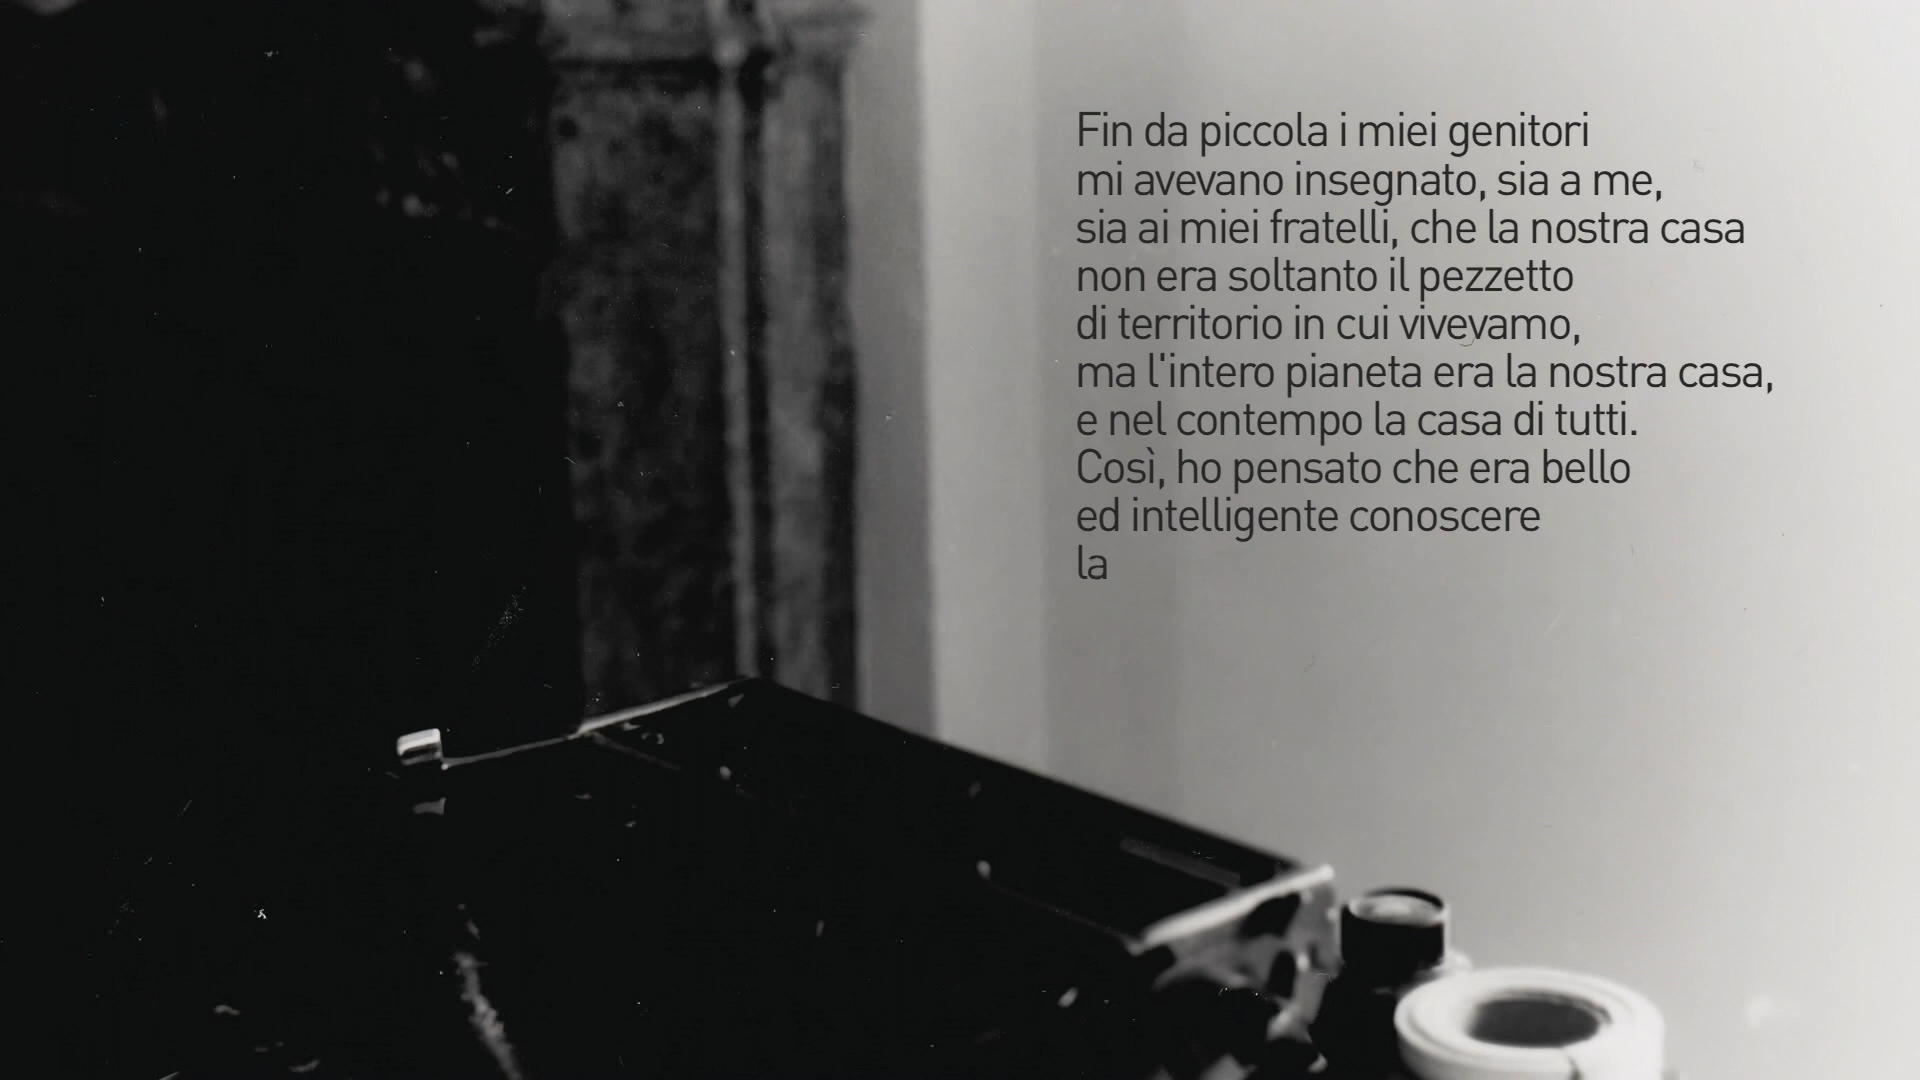 Fin da piccola i miei genitori
mi avevano insegnato, sia a me,
sia ai miei fratelli, che la nostra casa
non era soltanto il pezzetto
di territorio in cui vivevamo,
ma l'intero pianeta era la nostra casa,
e nel contempo la casa di tutti.
Così, ho pensato che era bello
ed intelligente conoscere
la